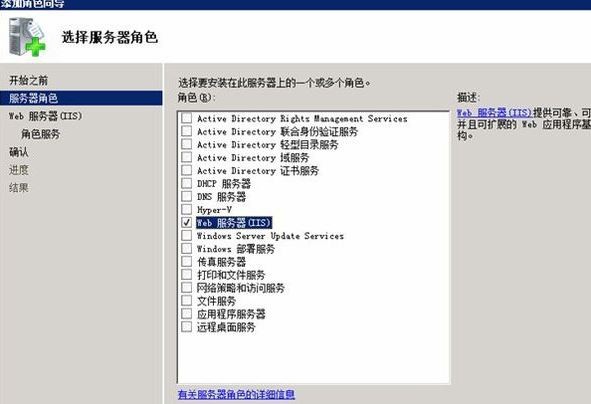 添加角色向导
选择服务器角色
开始之前
服务器角色
Web 服务器(IIS)
角色服务
确认
进度
结果
选择要安装在此服务器上的一个或多个角色。
角色(R):
Active Directory Rights Management Services
Active Directory 联合身份验证服务
Active Directory 轻型目录服务
Active Directory 域服务
Active Directory 证书服务
DHCP 服务器
DNS 服务器
Hyper-V
Web 服务器(IIS)
Windows Server Update Services
Windows 部署服务
传真服务器
打印和文件服务
网络策略和访问服务
文件服务
应用程序服务器
远程桌面服务
有关服务器角色的详细信息
描述:
Web 服务器(IIS)提供可靠、可
并且可扩展的 Web 应用程序基
构。